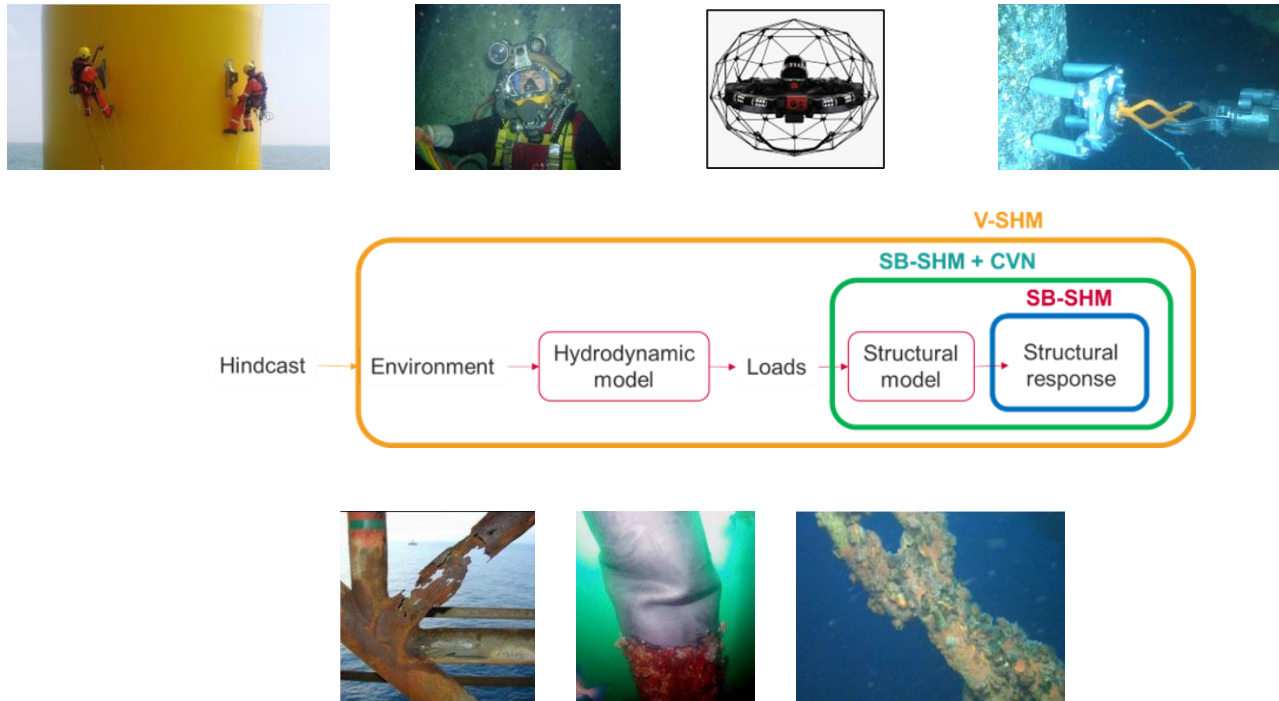 V-SHM
SB-SHM + CVN
SB-SHM
Hindcast
Environment
Hydrodynamic
model
Loads
Structural
model
Structural
response